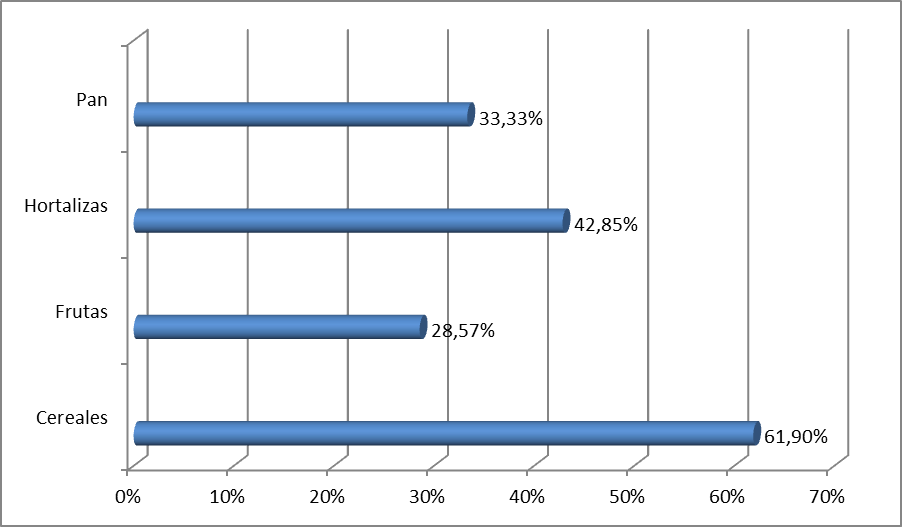 Pan
33,33%
Hortalizas
42,85%
Frutas
28,57%
Cereales
61,90%
0% 10% 20% 30% 40% 50% 60% 70%